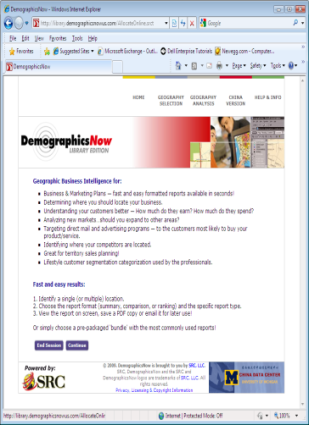 DemographicsNow - Windows Internet Explorer
http://library.demographicsnow.com/AllocateOnline.srct
Google
File Edit View Favorites Tools Help
Favorites Suggested Sites Microsoft Exchange - Outl... Dell Enterprise Tutorials Newegg.com - Computer...
DemographicsNow
Page Safety Tools
HOME GEOGRAPHY SELECTION GEOGRAPHY ANALYSIS CHINA VERSION HELP & INFO
DemographicsNow
LIBRARY EDITION
Geographic Business Intelligence for:
Business & Marketing Plans — fast and easy formatted reports available in seconds!
Determining where you should locate your business.
Understanding your customers better — How much do they earn? How much do they spend?
Analyzing new markets. should you expand to other areas?
Targeting direct mail and advertising programs — to the customers most likely to buy your
product/service.
Identifying where your competitors are located.
Great for territory sales planning!
Lifestyle customer segmentation categorization used by the professionals.
Fast and easy results:
1. Identify a single (or multiple) location.
2. Choose the report format (summary, comparison, or ranking) and the specific report type.
3. View the report on screen, save a PDF copy or email it for later use!
Or simply choose a pre-packaged 'bundle' with the most commonly used reports!
End Session Continue
Powered by:
SRC
© 2009. DemographicsNow is brought to you by SRC, LLC.
SRC, DemographicsNow and the SRC and
DemographicsNow logos are trademarks of SRC, LLC. All
rights reserved.
Privacy, Licensing & Copyright Information
CHINA DATA CENTER
UNIVERSITY OF MICHIGAN
http://library.demographicsnow.com/AllocateOnlir
Internet | Protected Mode: Off
100%